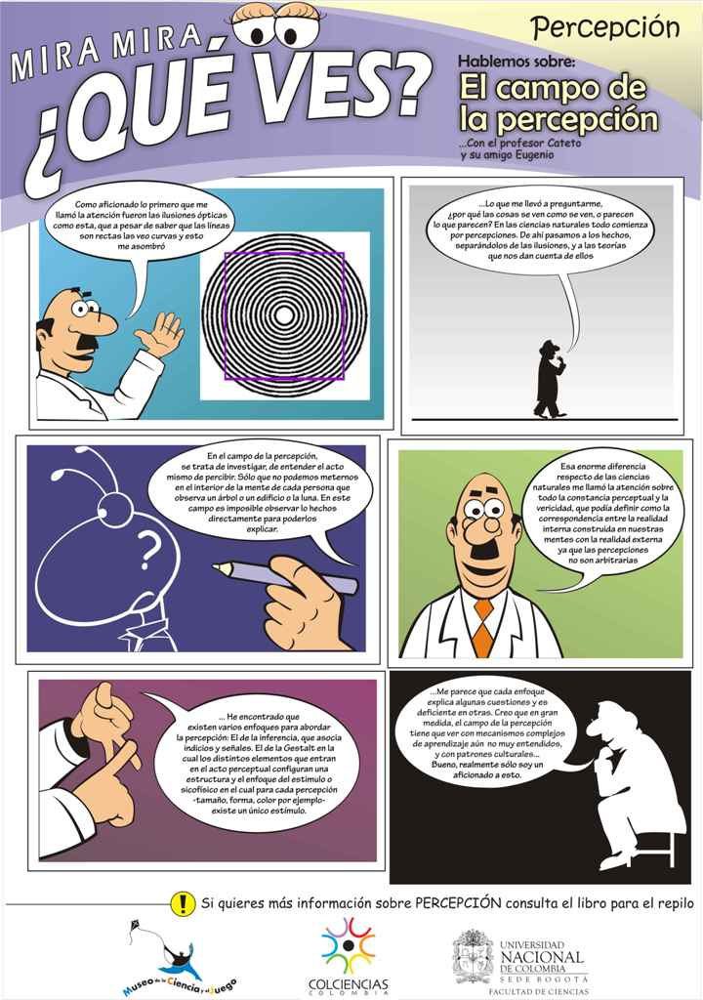 MIRA MIRA
¿QUÉ VES?
Percepción
Hablemos sobre:
El campo de
la percepción
...Con el profesor Cateto
y su amigo Eugenio
Como aficionado lo primero que me
llamó la atención fueron las ilusiones ópticas
como esta, que a pesar de saber que las líneas
son rectas las veo curvas y esto
me asombró
...Lo que me llevó a preguntarme,
¿por qué las cosas se ven como se ven, o parecen
lo que parecen? En las ciencias naturales todo comienza
por percepciones. De ahí pasamos a los hechos,
separándolos de las ilusiones, y a las teorías
que nos dan cuenta de ellos
En el campo de la percepción,
se trata de investigar, de entender el acto
mismo de percibir. Sólo que no podemos meternos
en el interior de la mente de cada persona que
observa un árbol o un edificio o la luna. En este
campo es imposible observar lo hechos
directamente para poderlos
explicar.
?
Esa enorme diferencia
respecto de las ciencias
naturales me llamó la atención sobre
todo la constancia perceptual y la
vericidad, que podía definir como la
correspondencia entre la realidad
interna construida en nuestras
mentes con la realidad externa
ya que las percepciones
no son arbitrarias
... He encontrado que
existen varios enfoques para abordar
la percepción: El de la inferencia, que asocia
indicios y señales. El de la Gestalt en la
cual los distintos elementos que entran
en el acto perceptual configuran una
estructura y el enfoque del estimulo o
sicofísico en el cual para cada percepción
-tamaño, forma, color por ejemplo-
existe un único estímulo.
...Me parece que cada enfoque
explica algunas cuestiones y es
deficiente en otras. Creo que en gran
medida, el campo de la percepción
tiene que ver con mecanismos complejos
de aprendizaje aún no muy entendidos,
y con patrones culturales...
Bueno, realmente sólo soy un
aficionado a esto.
! Si quieres más información sobre PERCEPCIÓN consulta el libro para el repilo
Museo de la Ciencia y el Juego
COLCIENCIAS
COLOMBIA
UNIVERSIDAD
NACIONAL
DE COLOMBIA
SEDE BOGOTÁ
FACULTAD DE CIENCIAS